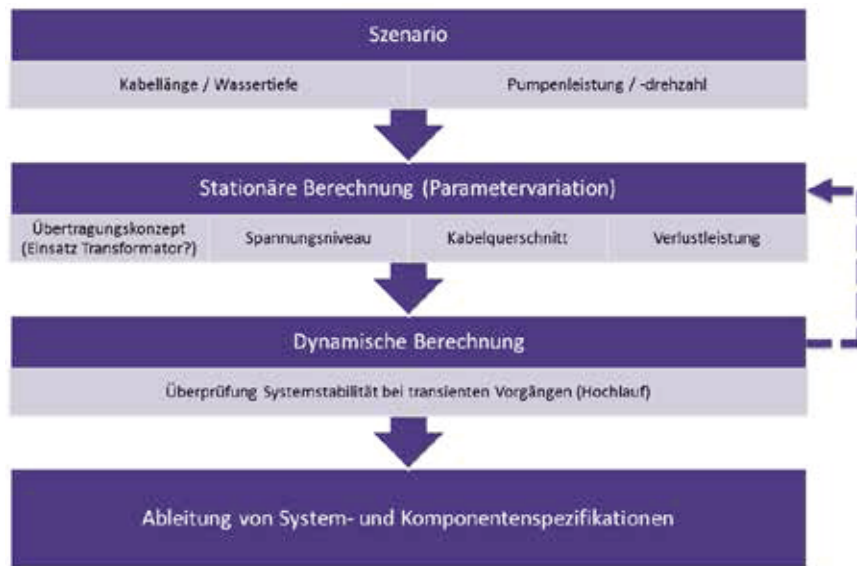 Szenario
Kabellänge / Wassertiefe
Pumpenleistung / -drehzahl
Stationäre Berechnung (Parametervariation)
Übertragungskonzept
(Einsatz Transformator?)
Spannungsniveau
Kabelquerschnitt
Verlustleistung
Dynamische Berechnung
Überprüfung Systemstabilität bei transienten Vorgängen (Hochlauf)
Ableitung von System- und Komponentenspezifikationen